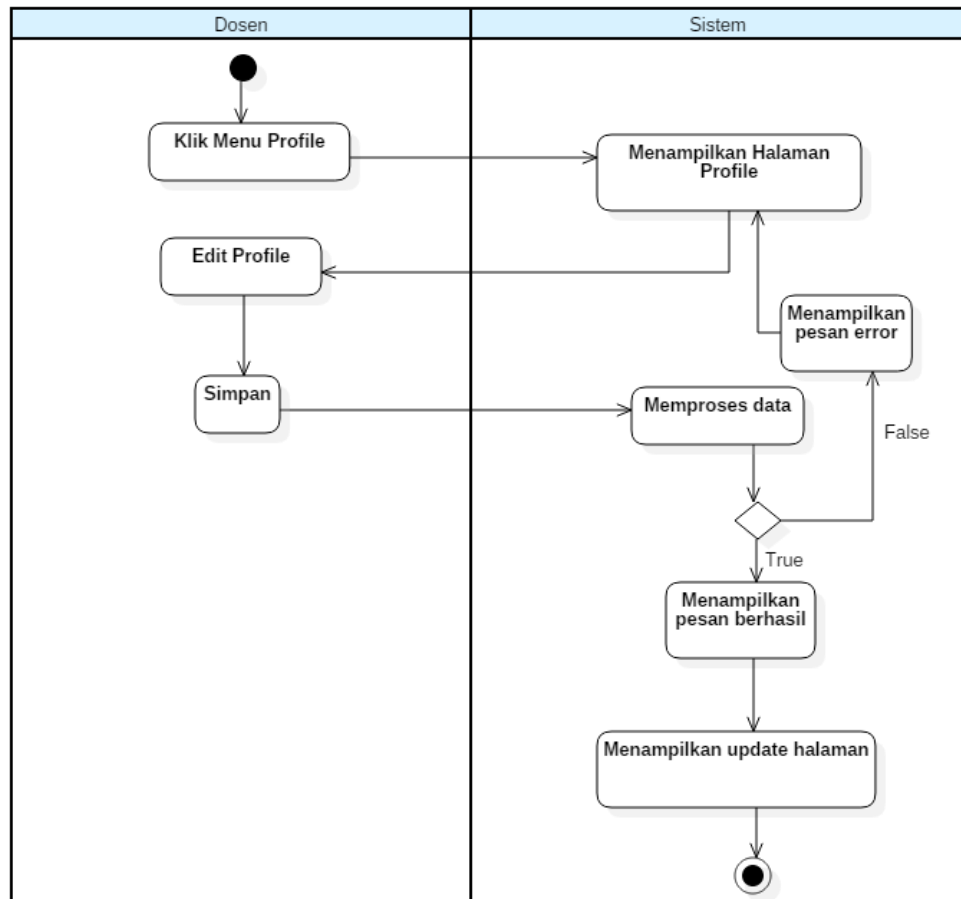 Dosen
Sistem
Klik Menu Profile
Menampilkan Halaman
Profile
Edit Profile
Menampilkan
pesan error
Simpan
Memproses data
False
True
Menampilkan
pesan berhasil
Menampilkan update halaman